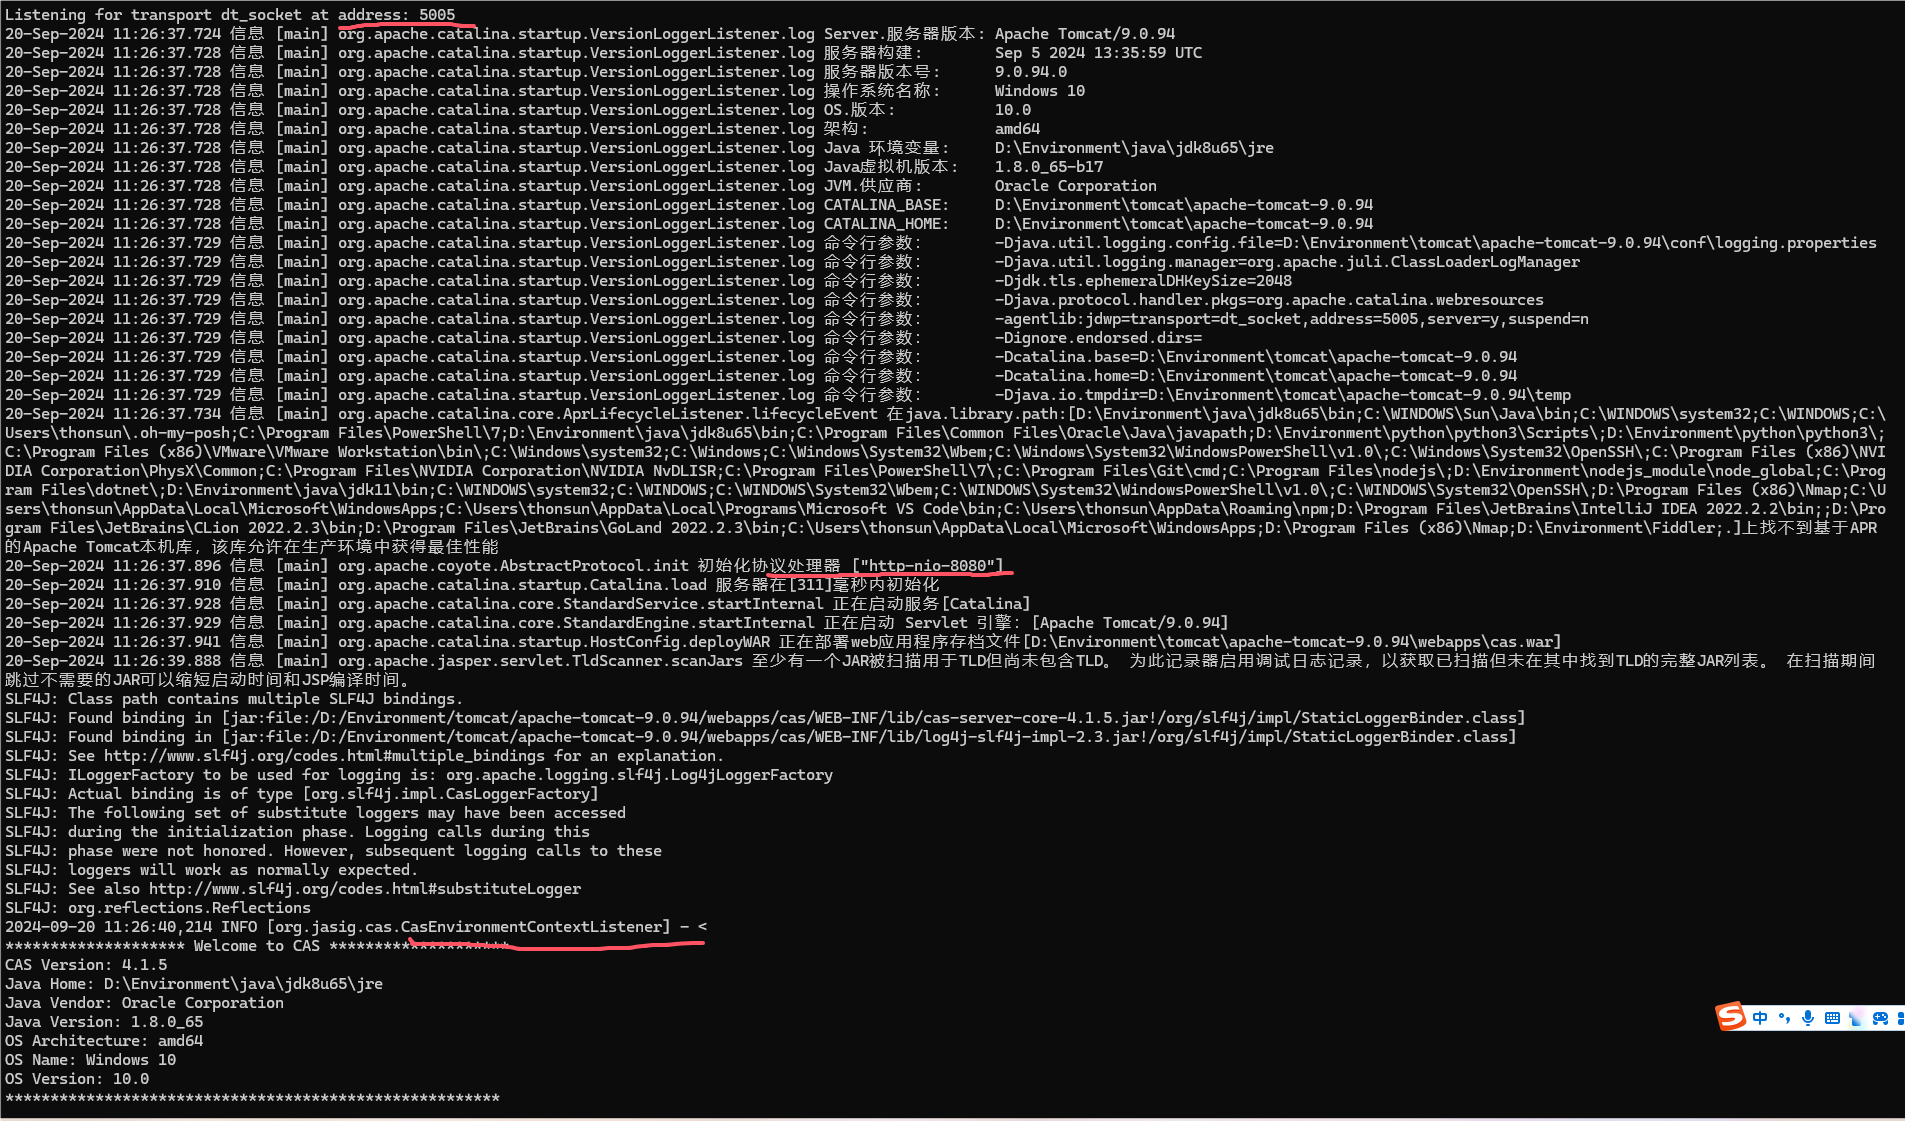 Listening for transport dt_socket at address: 5005
20-Sep-2024 11:26:37.724 信息 [main] org.apache.catalina.startup.VersionLoggerListener.log Server.服务器版本: Apache Tomcat/9.0.94
20-Sep-2024 11:26:37.728 信息 [main] org.apache.catalina.startup.VersionLoggerListener.log 服务器构建: Sep 5 2024 13:35:59 UTC
20-Sep-2024 11:26:37.728 信息 [main] org.apache.catalina.startup.VersionLoggerListener.log 服务器版本号: 9.0.94.0
20-Sep-2024 11:26:37.728 信息 [main] org.apache.catalina.startup.VersionLoggerListener.log 操作系统名称: Windows 10
20-Sep-2024 11:26:37.728 信息 [main] org.apache.catalina.startup.VersionLoggerListener.log OS.版本: 10.0
20-Sep-2024 11:26:37.728 信息 [main] org.apache.catalina.startup.VersionLoggerListener.log 架构: amd64
20-Sep-2024 11:26:37.728 信息 [main] org.apache.catalina.startup.VersionLoggerListener.log Java 环境变量: D:\Environment\java\jdk8u65\jre
20-Sep-2024 11:26:37.728 信息 [main] org.apache.catalina.startup.VersionLoggerListener.log Java虚拟机版本: 1.8.0_65-b17
20-Sep-2024 11:26:37.728 信息 [main] org.apache.catalina.startup.VersionLoggerListener.log JVM.供应商: Oracle Corporation
20-Sep-2024 11:26:37.728 信息 [main] org.apache.catalina.startup.VersionLoggerListener.log CATALINA_BASE: D:\Environment\tomcat\apache-tomcat-9.0.94
20-Sep-2024 11:26:37.728 信息 [main] org.apache.catalina.startup.VersionLoggerListener.log CATALINA_HOME: D:\Environment\tomcat\apache-tomcat-9.0.94
20-Sep-2024 11:26:37.729 信息 [main] org.apache.catalina.startup.VersionLoggerListener.log 命令行参数: -Djava.util.logging.config.file=D:\Environment\tomcat\apache-tomcat-9.0.94\conf\logging.properties
20-Sep-2024 11:26:37.729 信息 [main] org.apache.catalina.startup.VersionLoggerListener.log 命令行参数: -Djava.util.logging.manager=org.apache.juli.ClassLoaderLogManager
20-Sep-2024 11:26:37.729 信息 [main] org.apache.catalina.startup.VersionLoggerListener.log 命令行参数: -Djdk.tls.ephemeralDHKeySize=2048
20-Sep-2024 11:26:37.729 信息 [main] org.apache.catalina.startup.VersionLoggerListener.log 命令行参数: -Djava.protocol.handler.pkgs=org.apache.catalina.webresources
20-Sep-2024 11:26:37.729 信息 [main] org.apache.catalina.startup.VersionLoggerListener.log 命令行参数: -agentlib:jdwp=transport=dt_socket,address=5005,server=y,suspend=n
20-Sep-2024 11:26:37.729 信息 [main] org.apache.catalina.startup.VersionLoggerListener.log 命令行参数: -Dignore.endorsed.dirs=
20-Sep-2024 11:26:37.729 信息 [main] org.apache.catalina.startup.VersionLoggerListener.log 命令行参数: -Dcatalina.base=D:\Environment\tomcat\apache-tomcat-9.0.94
20-Sep-2024 11:26:37.729 信息 [main] org.apache.catalina.startup.VersionLoggerListener.log 命令行参数: -Dcatalina.home=D:\Environment\tomcat\apache-tomcat-9.0.94
20-Sep-2024 11:26:37.729 信息 [main] org.apache.catalina.startup.VersionLoggerListener.log 命令行参数: -Djava.io.tmpdir=D:\Environment\tomcat\apache-tomcat-9.0.94\temp
20-Sep-2024 11:26:37.734 信息 [main] org.apache.catalina.core.AprLifecycleListener.lifecycleEvent 在java.library.path:[D:\Environment\java\jdk8u65\bin;C:\WINDOWS\Sun\Java\bin;C:\WINDOWS\system32;C:\WINDOWS;C:\
Users\thonsun\.oh-my-posh;C:\Program Files\PowerShell\7;D:\Environment\java\jdk8u65\bin;C:\Program Files\Common Files\Oracle\Java\javapath;D:\Environment\python\python3\Scripts\;D:\Environment\python\python3\;
C:\Program Files (x86)\VMware\VMware Workstation\bin\;C:\Windows\system32;C:\Windows;C:\Windows\System32\Wbem;C:\Windows\System32\WindowsPowerShell\v1.0\;C:\Windows\System32\OpenSSH\;C:\Program Files (x86)\NVI
DIA Corporation\PhysX\Common;C:\Program Files\NVIDIA Corporation\NVIDIA NvDLISR;C:\Program Files\PowerShell\7\;C:\Program Files\Git\cmd;C:\Program Files\nodejs\;D:\Environment\nodejs_module\node_global;C:\Prog
ram Files\dotnet\;D:\Environment\java\jdk11\bin;C:\WINDOWS\system32;C:\WINDOWS;C:\WINDOWS\System32\Wbem;C:\WINDOWS\System32\WindowsPowerShell\v1.0\;C:\WINDOWS\System32\OpenSSH\;D:\Program Files (x86)\Nmap;C:\U
sers\thonsun\AppData\Local\Microsoft\WindowsApps;C:\Users\thonsun\AppData\Local\Programs\Microsoft VS Code\bin;C:\Users\thonsun\AppData\Roaming\npm;D:\Program Files\JetBrains\IntelliJ IDEA 2022.2.2\bin;;D:\Pro
gram Files\JetBrains\CLion 2022.2.3\bin;D:\Program Files\JetBrains\GoLand 2022.2.3\bin;C:\Users\thonsun\AppData\Local\Microsoft\WindowsApps;D:\Program Files (x86)\Nmap;D:\Environment\Fiddler;.]上找不到基于APR
的Apache Tomcat本机库，该库允许在生产环境中获得最佳性能
20-Sep-2024 11:26:37.896 信息 [main] org.apache.coyote.AbstractProtocol.init 初始化协议处理器 ["http-nio-8080"]
20-Sep-2024 11:26:37.910 信息 [main] org.apache.catalina.startup.Catalina.load 服务器在[311]毫秒内初始化
20-Sep-2024 11:26:37.928 信息 [main] org.apache.catalina.core.StandardService.startInternal 正在启动服务[Catalina]
20-Sep-2024 11:26:37.929 信息 [main] org.apache.catalina.core.StandardEngine.startInternal 正在启动 Servlet 引擎：[Apache Tomcat/9.0.94]
20-Sep-2024 11:26:37.941 信息 [main] org.apache.catalina.startup.HostConfig.deployWAR 正在部署web应用程序存档文件[D:\Environment\tomcat\apache-tomcat-9.0.94\webapps\cas.war]
20-Sep-2024 11:26:39.888 信息 [main] org.apache.jasper.servlet.TldScanner.scanJars 至少有一个JAR被扫描用于TLD但尚未包含TLD。 为此记录器启用调试日志记录，以获取已扫描但未在其中找到TLD的完整JAR列表。 在扫描期间
跳过不需要的JAR可以缩短启动时间和JSP编译时间。
SLF4J: Class path contains multiple SLF4J bindings.
SLF4J: Found binding in [jar:file:/D:/Environment/tomcat/apache-tomcat-9.0.94/webapps/cas/WEB-INF/lib/cas-server-core-4.1.5.jar!/org/slf4j/impl/StaticLoggerBinder.class]
SLF4J: Found binding in [jar:file:/D:/Environment/tomcat/apache-tomcat-9.0.94/webapps/cas/WEB-INF/lib/log4j-slf4j-impl-2.3.jar!/org/slf4j/impl/StaticLoggerBinder.class]
SLF4J: See http://www.slf4j.org/codes.html#multiple_bindings for an explanation.
SLF4J: ILoggerFactory to be used for logging is: org.apache.logging.slf4j.Log4jLoggerFactory
SLF4J: Actual binding is of type [org.slf4j.impl.CasLoggerFactory]
SLF4J: The following set of substitute loggers may have been accessed
SLF4J: during the initialization phase. Logging calls during this
SLF4J: phase were not honored. However, subsequent logging calls to these
SLF4J: loggers will work as normally expected.
SLF4J: See also http://www.slf4j.org/codes.html#substituteLogger
SLF4J: org.reflections.Reflections
2024-09-20 11:26:40,214 INFO [org.jasig.cas.CasEnvironmentContextListener] - <
******************** Welcome to CAS ********************
CAS Version: 4.1.5
Java Home: D:\Environment\java\jdk8u65\jre
Java Vendor: Oracle Corporation
Java Version: 1.8.0_65
OS Architecture: amd64
OS Name: Windows 10
OS Version: 10.0
*******************************************************
中